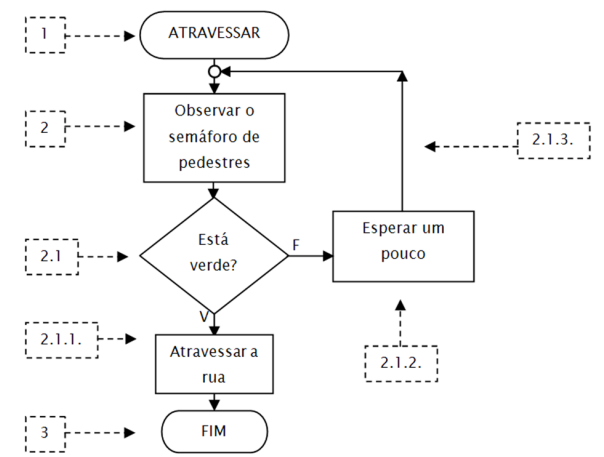 1
ATRAVESSAR
2
Observar o
semáforo de
pedestres
2.1.3.
2.1
Está
verde?
F
Esperar um
pouco
V
2.1.1.
Atravessar a
rua
2.1.2.
3
FIM